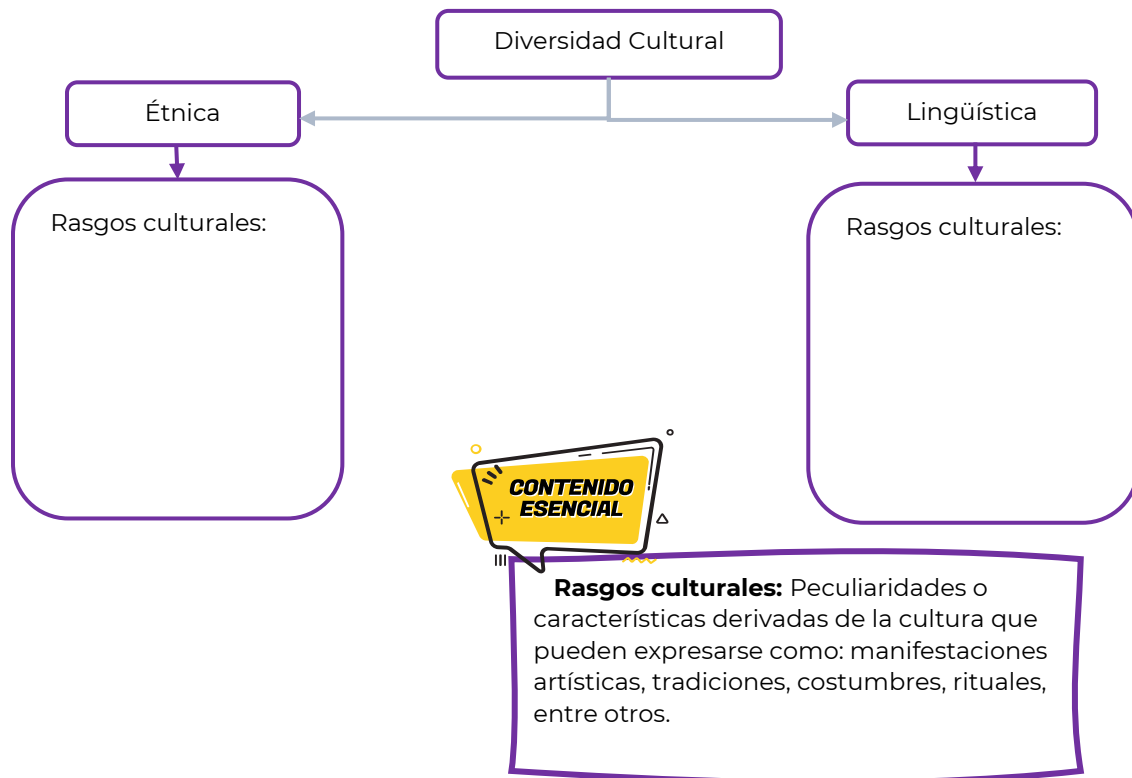 Diversidad Cultural
Étnica
Lingüística
Rasgos culturales:
Rasgos culturales:
CONTENIDO
ESENCIAL
Rasgos culturales: Peculiaridades o
características derivadas de la cultura que
pueden expresarse como: manifestaciones
artísticas, tradiciones, costumbres, rituales,
entre otros.